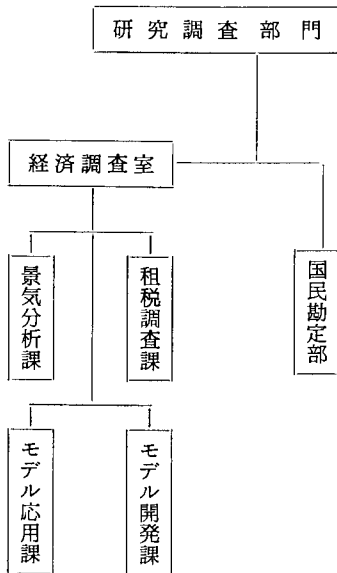 研究調査部門
経済調査室
景気分析課
租税調査課
国民勘定部
モデル応用課
モデル開発課